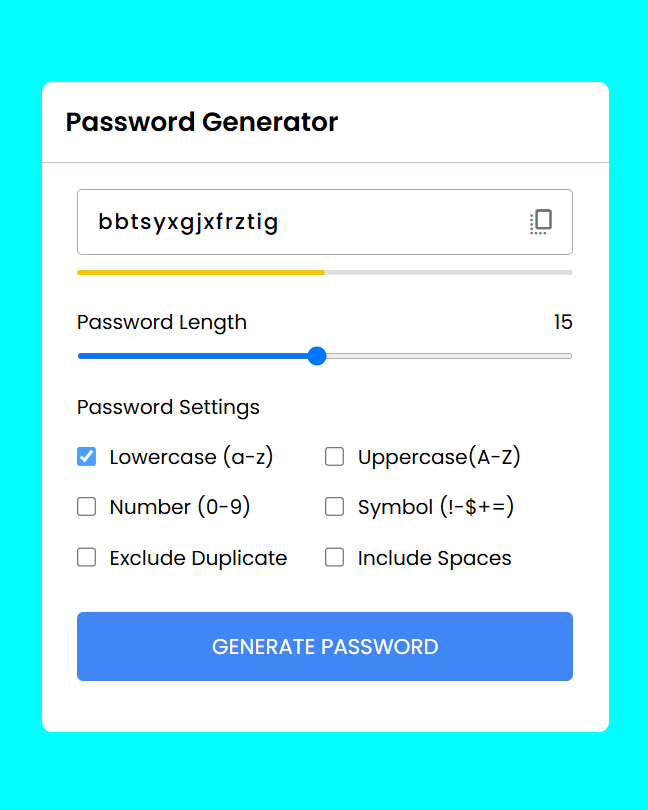 Password Generator
bbtsyxgjxfrztig
Password Length 15
Password Settings
Lowercase (a-z) Uppercase(A-Z)
Number (0-9) Symbol (!-$+=)
Exclude Duplicate Include Spaces
GENERATE PASSWORD